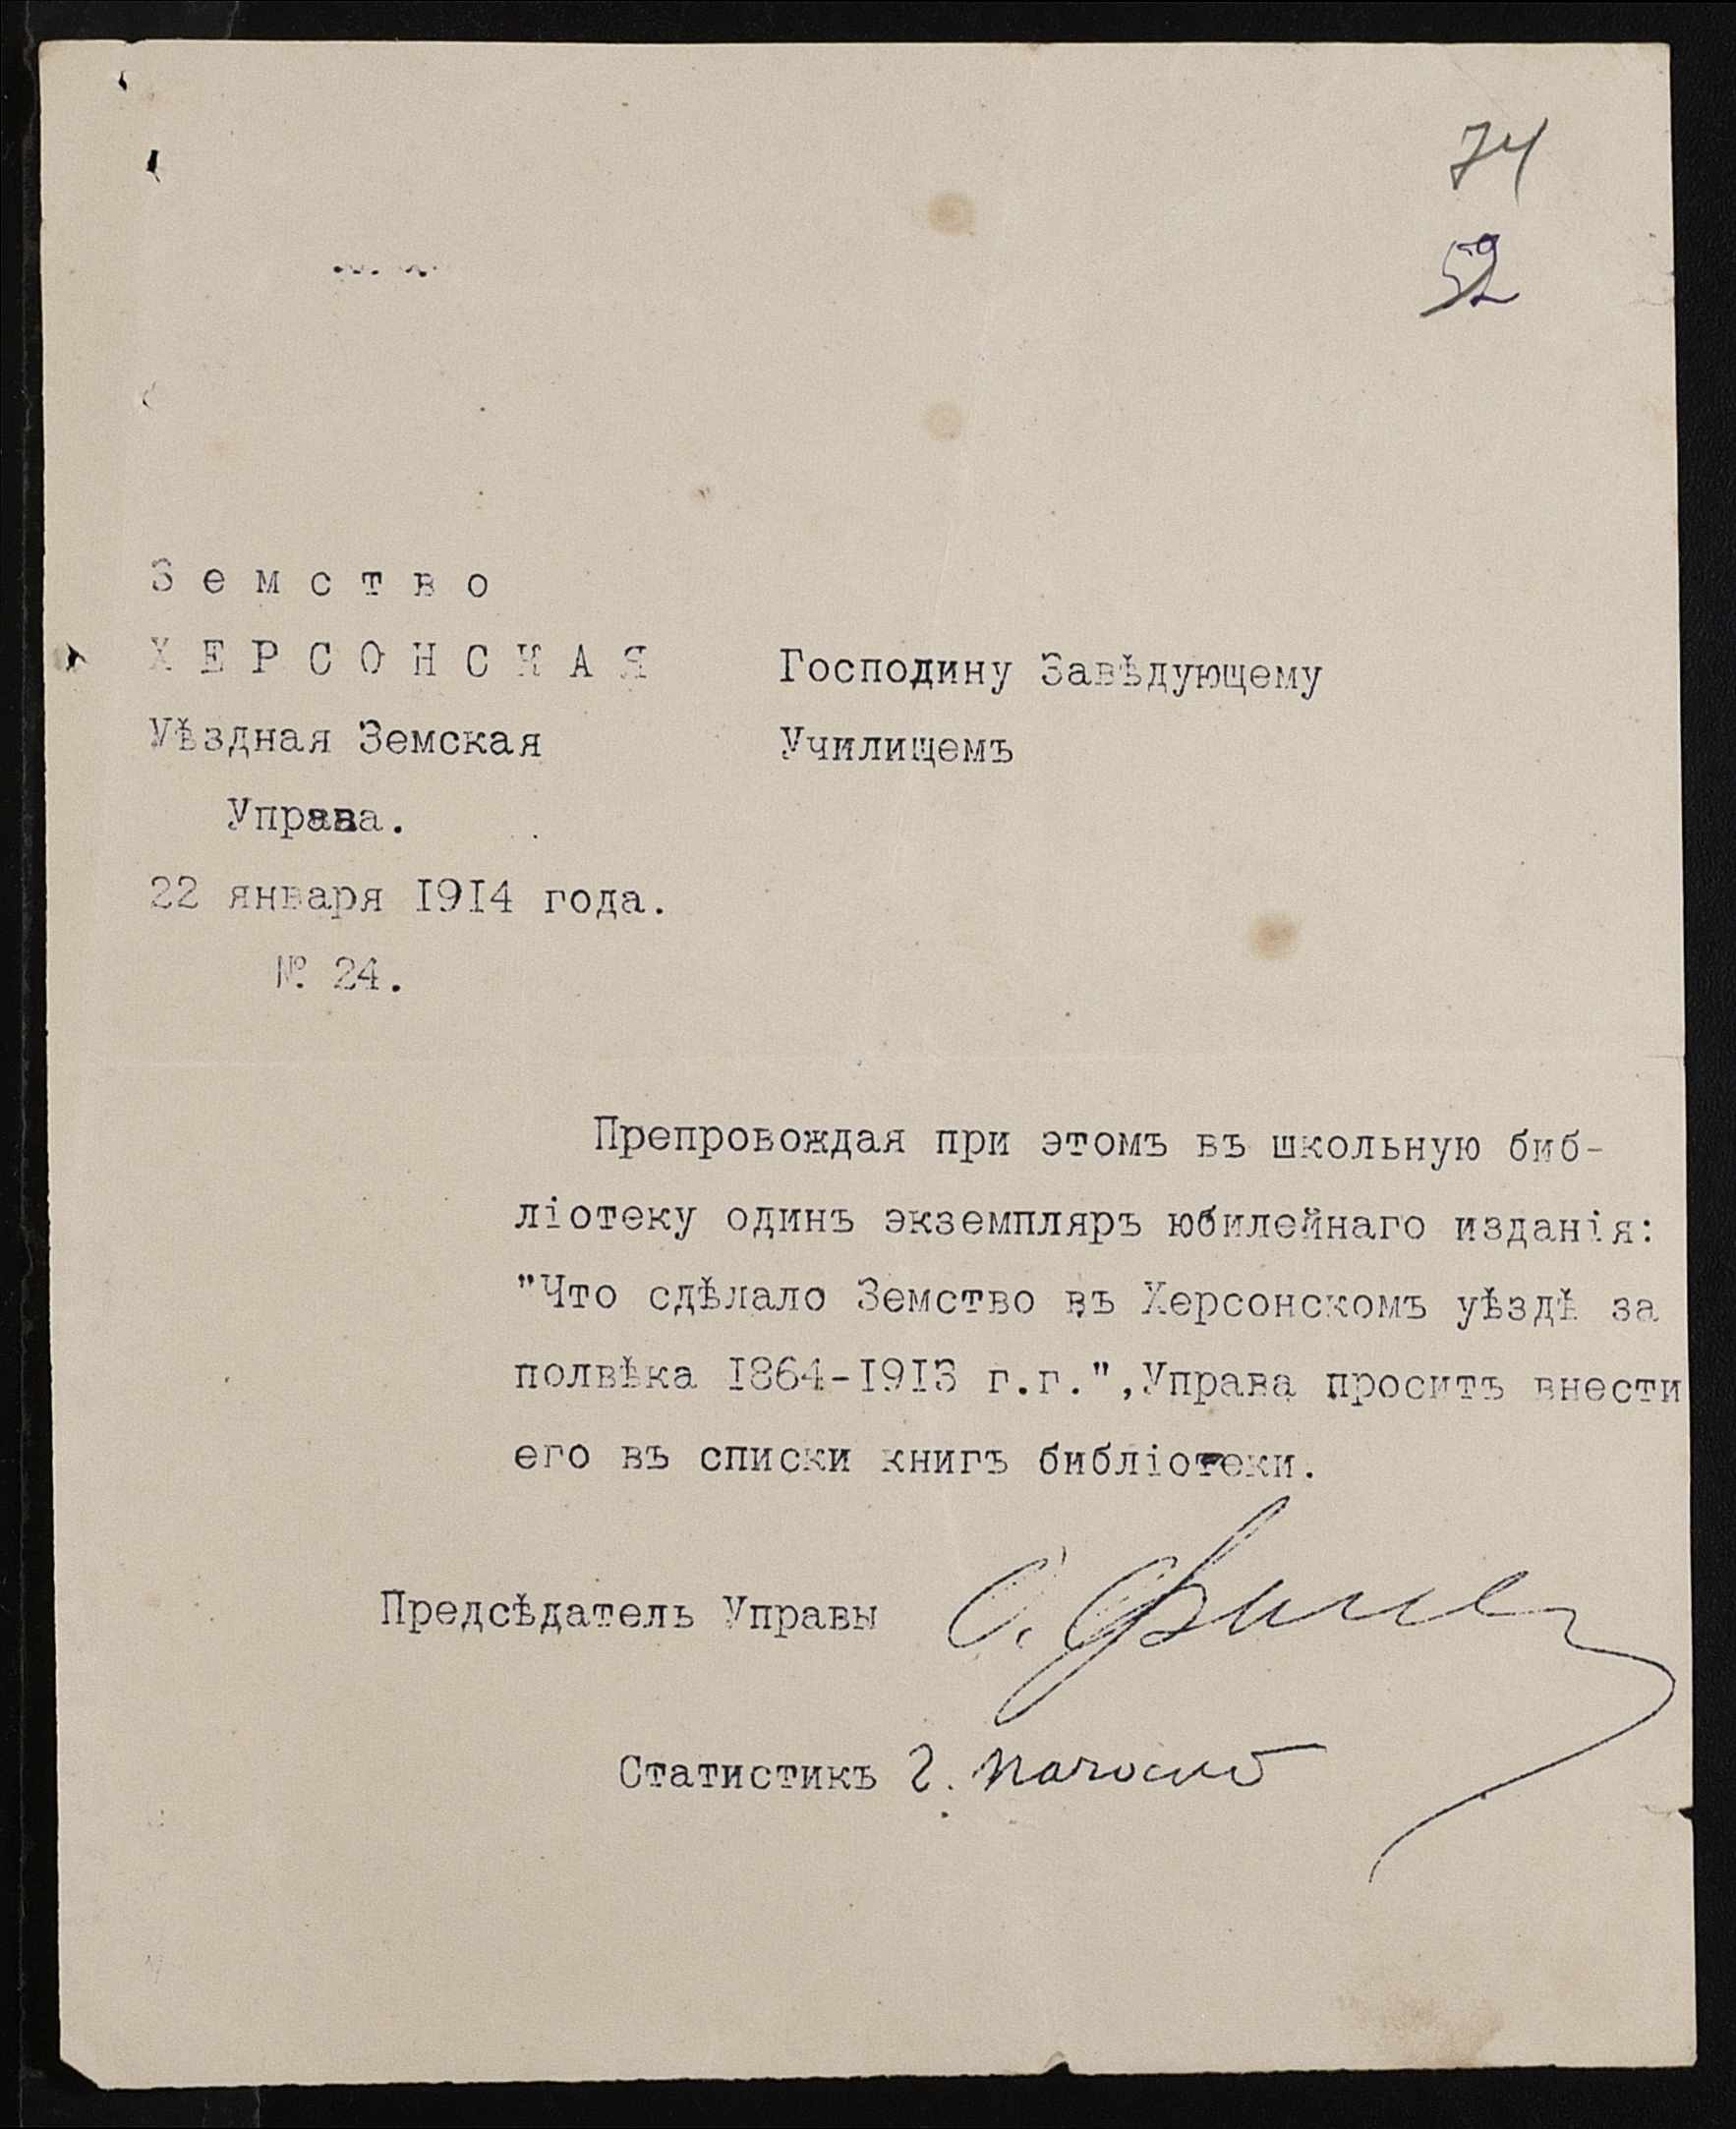 74
52
Земство
ХЕРСОНСКАЯ
Уѣздная Земская
Управа.
22 января 1914 года.
№ 24.
Господину Завѣдующему
Училищемъ
Препровождая при этомъ въ школьную биб-
ліотеку одинъ экземпляръ юбилейнаго изданія:
"Что сдѣлало Земство въ Херсонскомъ уѣздѣ за
полвѣка 1864-1913 г.г.",Управа проситъ внести
его въ списки книгъ библіотеки.
Предсѣдатель Управы
Статистикъ